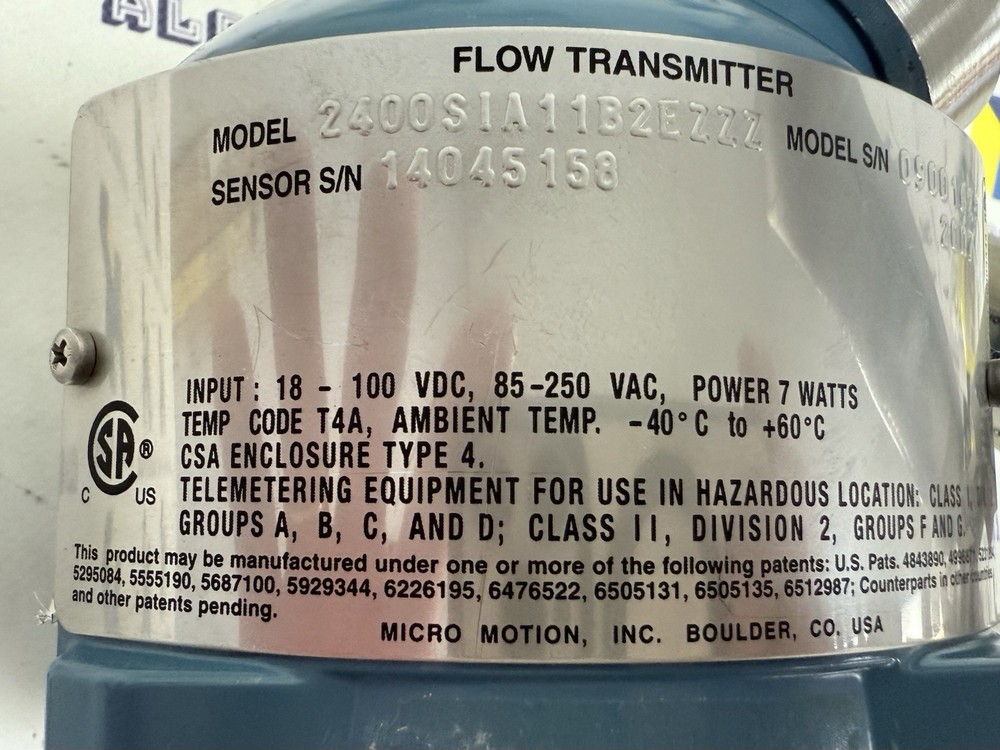 FLOW TRANSMITTER
MODEL 2400SIA11B2EZZZ MODEL S/N
SENSOR S/N 14045158
INPUT : 18 - 100 VDC, 85-250 VAC, POWER 7 WATTS
TEMP CODE T4A, AMBIENT TEMP. -40°C to +60°C
CSA ENCLOSURE TYPE 4.
SA ®
C US
TELEMETERING EQUIPMENT FOR USE IN HAZARDOUS LOCATION: CLASS I,
GROUPS A, B, C, AND D; CLASS II, DIVISION 2, GROUPS F AND G.
This product may be manufactured under one or more of the following patents: U.S. Pats. 4843890,
5295084, 5555190, 5687100, 5929344, 6226195, 6476522, 6505131, 6505135, 6512987; Counterparts in other countries
and other patents pending.
MICRO MOTION, INC. BOULDER, CO. USA